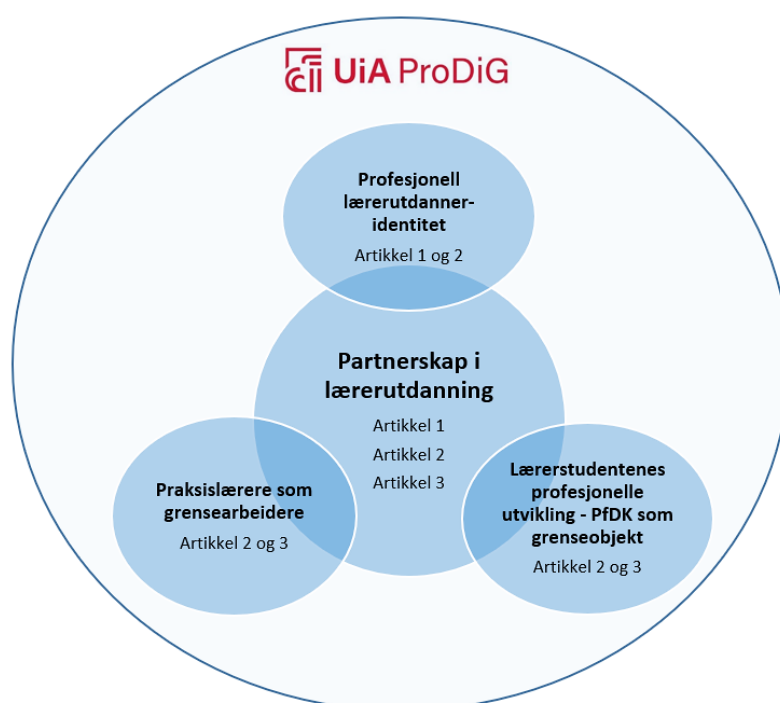 UiA ProDiG
Profesjonell
lærerutdanner-
identitet
Artikkel 1 og 2
Partnerskap i
lærerutdanning
Artikkel 1
Artikkel 2
Artikkel 3
Praksislærere som
grensearbeidere
Artikkel 2 og 3
Lærerstudentenes
profesjonelle
utvikling - PfDK som
grenseobjekt
Artikkel 2 og 3